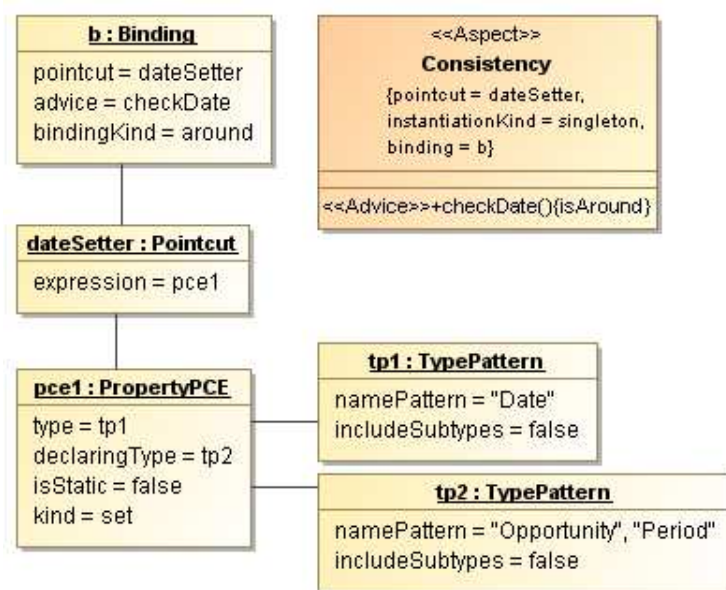 b : Binding
pointcut = dateSetter
advice = checkDate
bindingKind = around
<<Aspect>>
Consistency
{pointcut = dateSetter,
instantiationKind = singleton,
binding = b}
<<Advice>>+checkDate(){isAround}
dateSetter : Pointcut
expression = pce1
pce1 : PropertyPCE
type = tp1
declaringType = tp2
isStatic = false
kind = set
tp1 : TypePattern
namePattern = "Date"
includeSubtypes = false
tp2 : TypePattern
namePattern = "Opportunity", "Period"
includeSubtypes = false